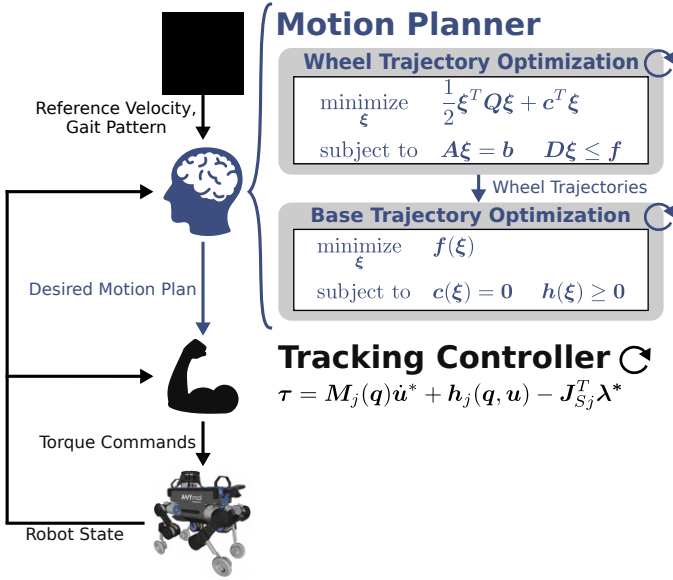 Motion Planner
Wheel Trajectory Optimization
minimize ξ ½ξᵀQξ + cᵀξ
subject to Aξ = b Dξ ≤ f
Wheel Trajectories
Base Trajectory Optimization
minimize ξ f(ξ)
subject to c(ξ) = 0 h(ξ) ≥ 0
Reference Velocity,
Gait Pattern
Desired Motion Plan
Tracking Controller
τ = M_j(q)u̇* + h_j(q, u) − J_{Sj}^T λ*
Torque Commands
ANYmal
Robot State